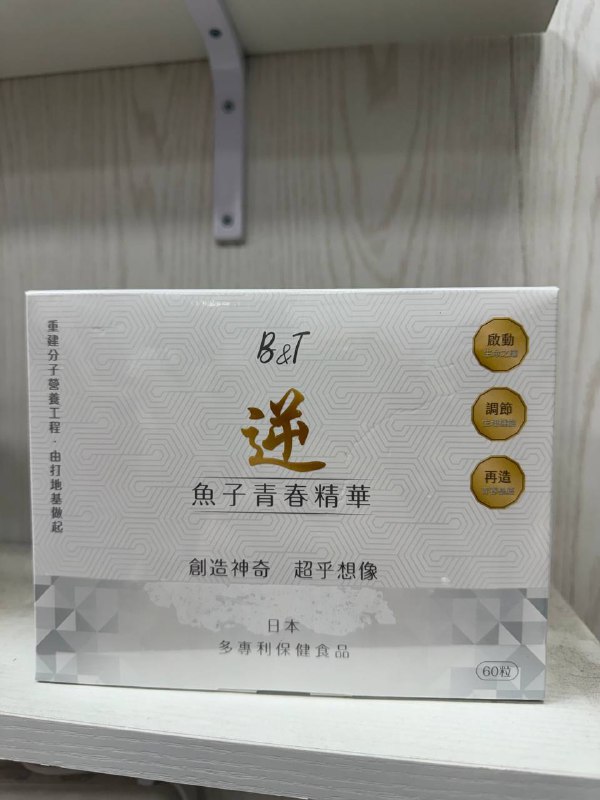 重建分子營養工程．由打地基做起
B&T
逆
魚子青春精華
創造神奇 超乎想像
啟動
調節
再造
日本
多專利保健食品
60粒